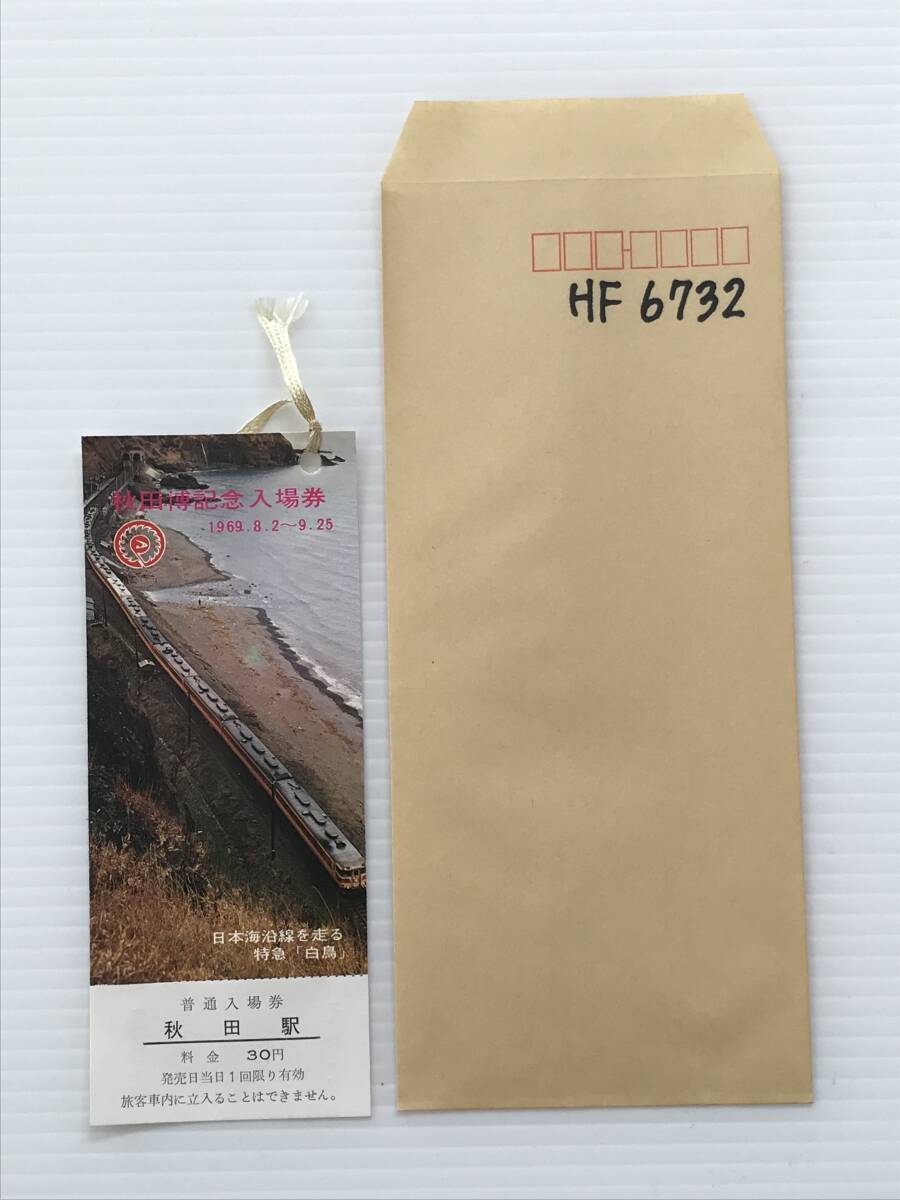 秋田博記念入場券
1969.8.2～9.25
日本海沿線を走る
特急「白鳥」
普通入場券
秋田駅
料金 30円
発売日当日1回限り有効
旅客車内に立入ることはできません。
HF 6732